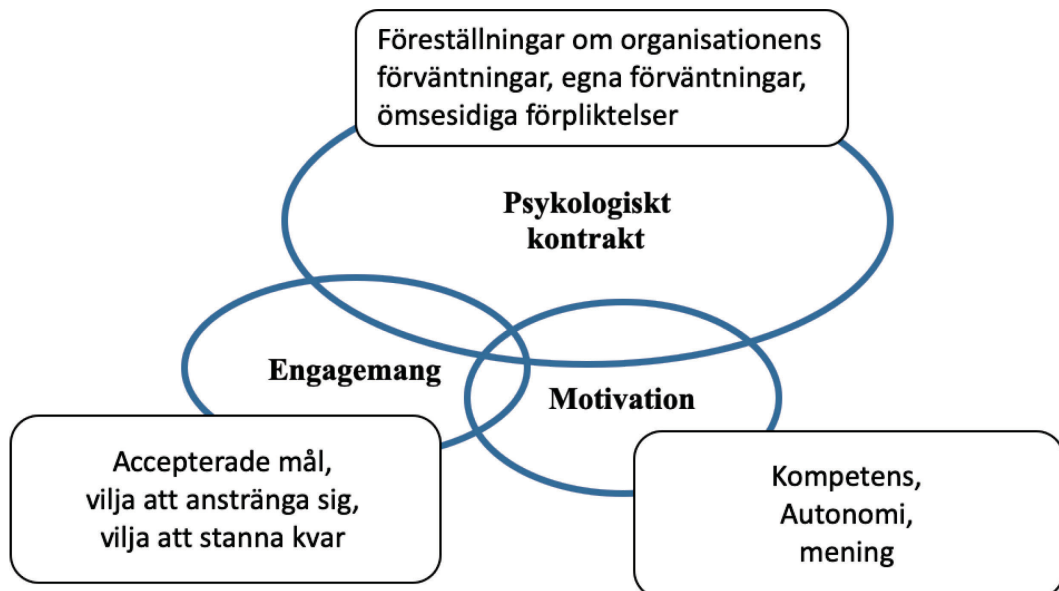 Föreställningar om organisationens
förväntningar, egna förväntningar,
ömsesidiga förpliktelser
Psykologiskt
kontrakt
Engagemang
Motivation
Accepterade mål,
vilja att anstränga sig,
vilja att stanna kvar
Kompetens,
Autonomi,
mening